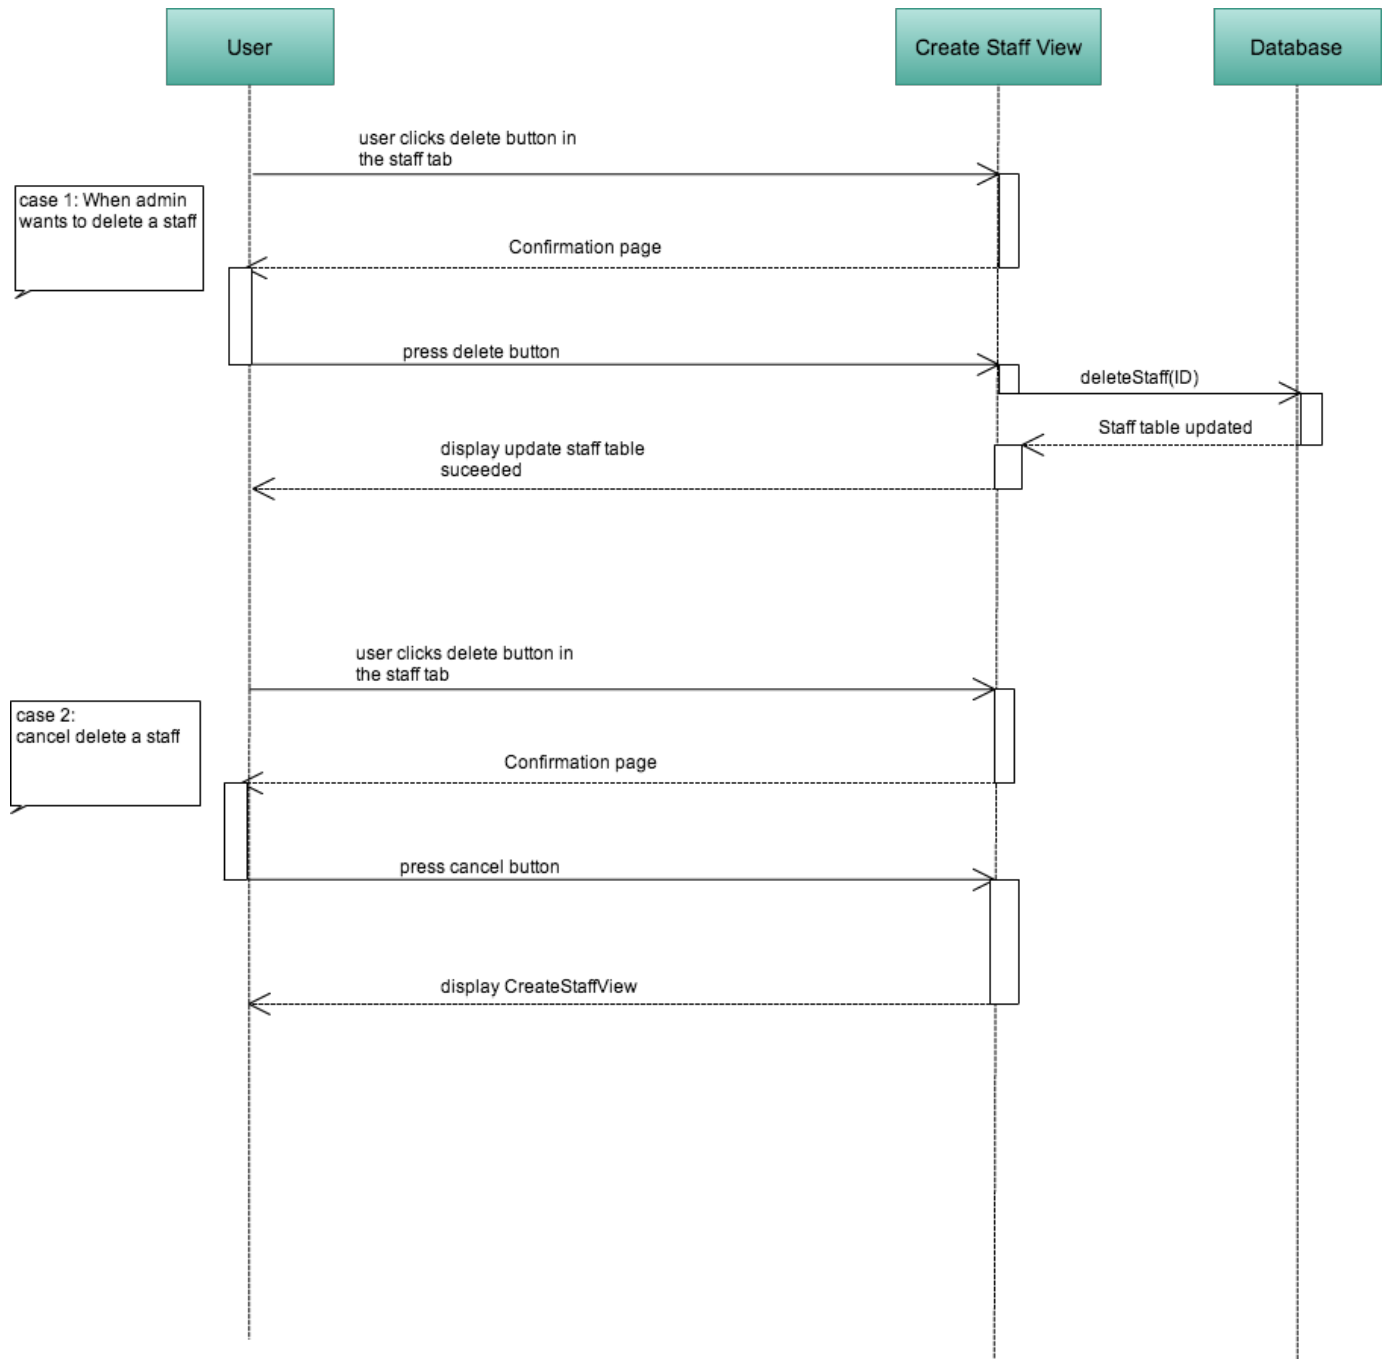 User
Create Staff View
Database
user clicks delete button in
the staff tab
case 1: When admin
wants to delete a staff
Confirmation page
press delete button
deleteStaff(ID)
Staff table updated
display update staff table
suceeded
user clicks delete button in
the staff tab
case 2:
cancel delete a staff
Confirmation page
press cancel button
display CreateStaffView